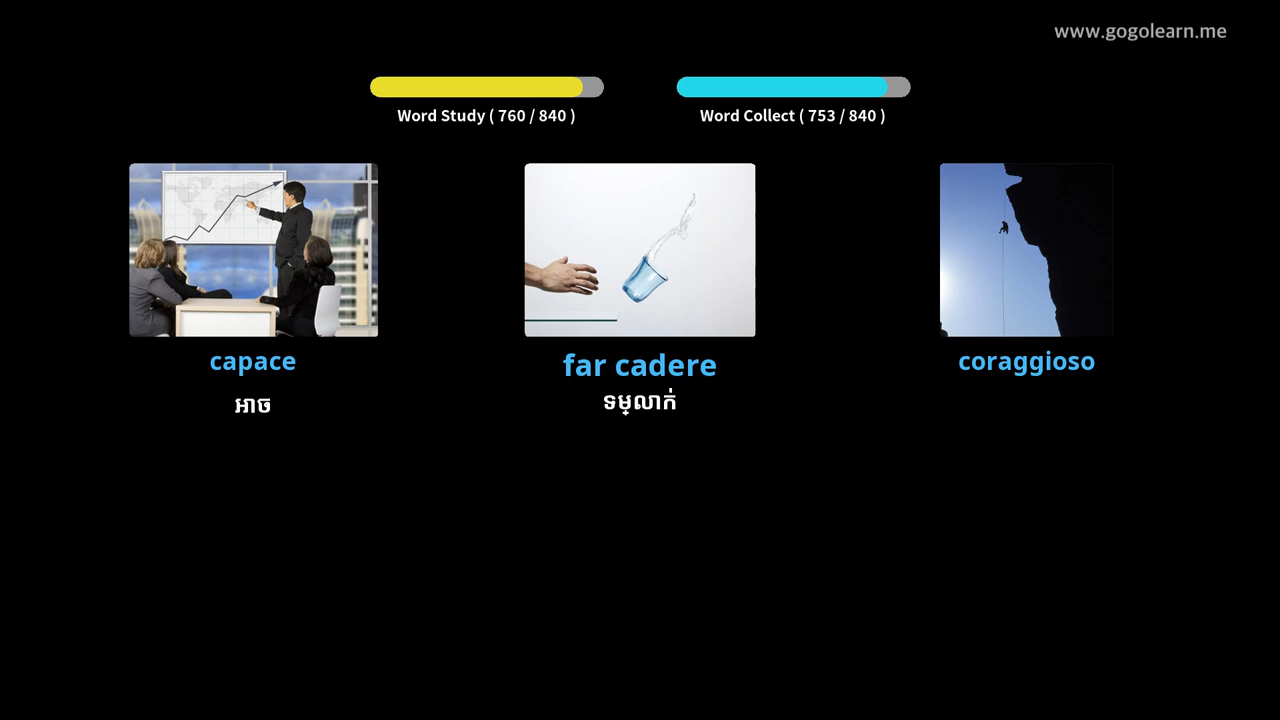 www.gogolearn.me
Word Study ( 760 / 840 )
Word Collect ( 753 / 840 )
capace
far cadere
coraggioso
អាច
ទម្លាក់